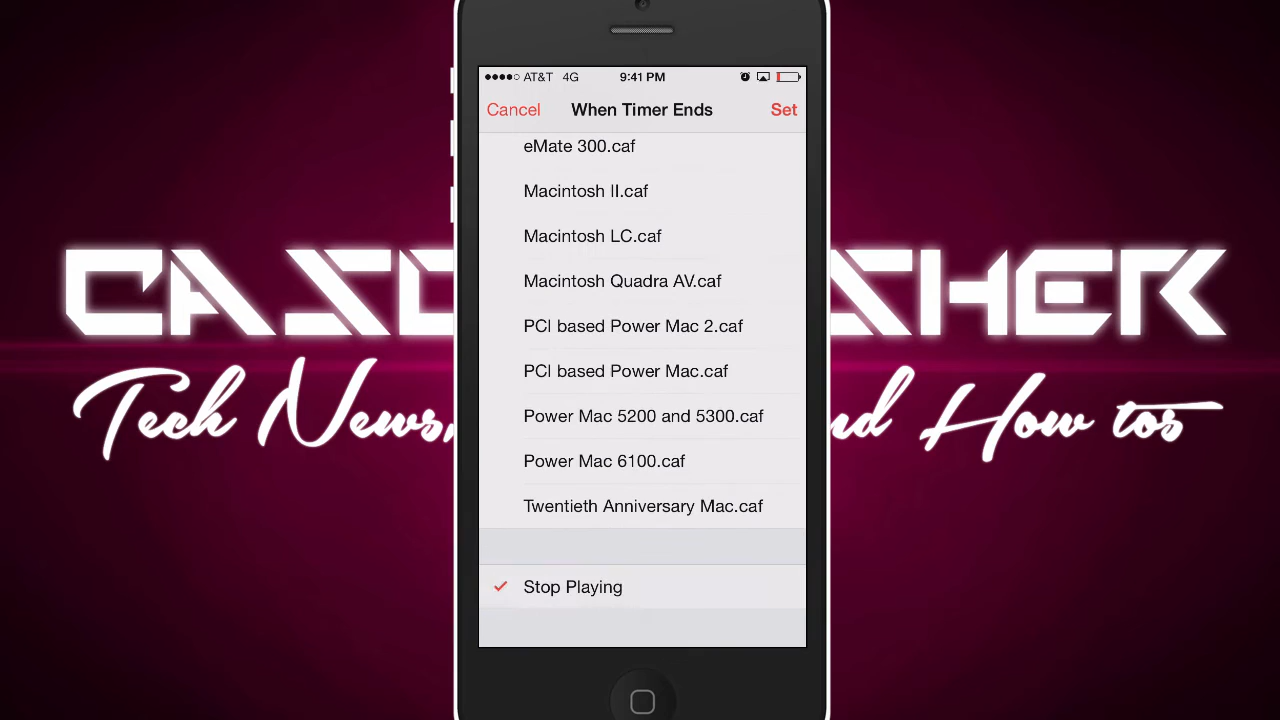 AT&T 4G 9:41 PM
Cancel When Timer Ends Set
eMate 300.caf
Macintosh II.caf
Macintosh LC.caf
Macintosh Quadra AV.caf
PCI based Power Mac 2.caf
PCI based Power Mac.caf
Power Mac 5200 and 5300.caf
Power Mac 6100.caf
Twentieth Anniversary Mac.caf
Stop Playing
Tech News, How tos